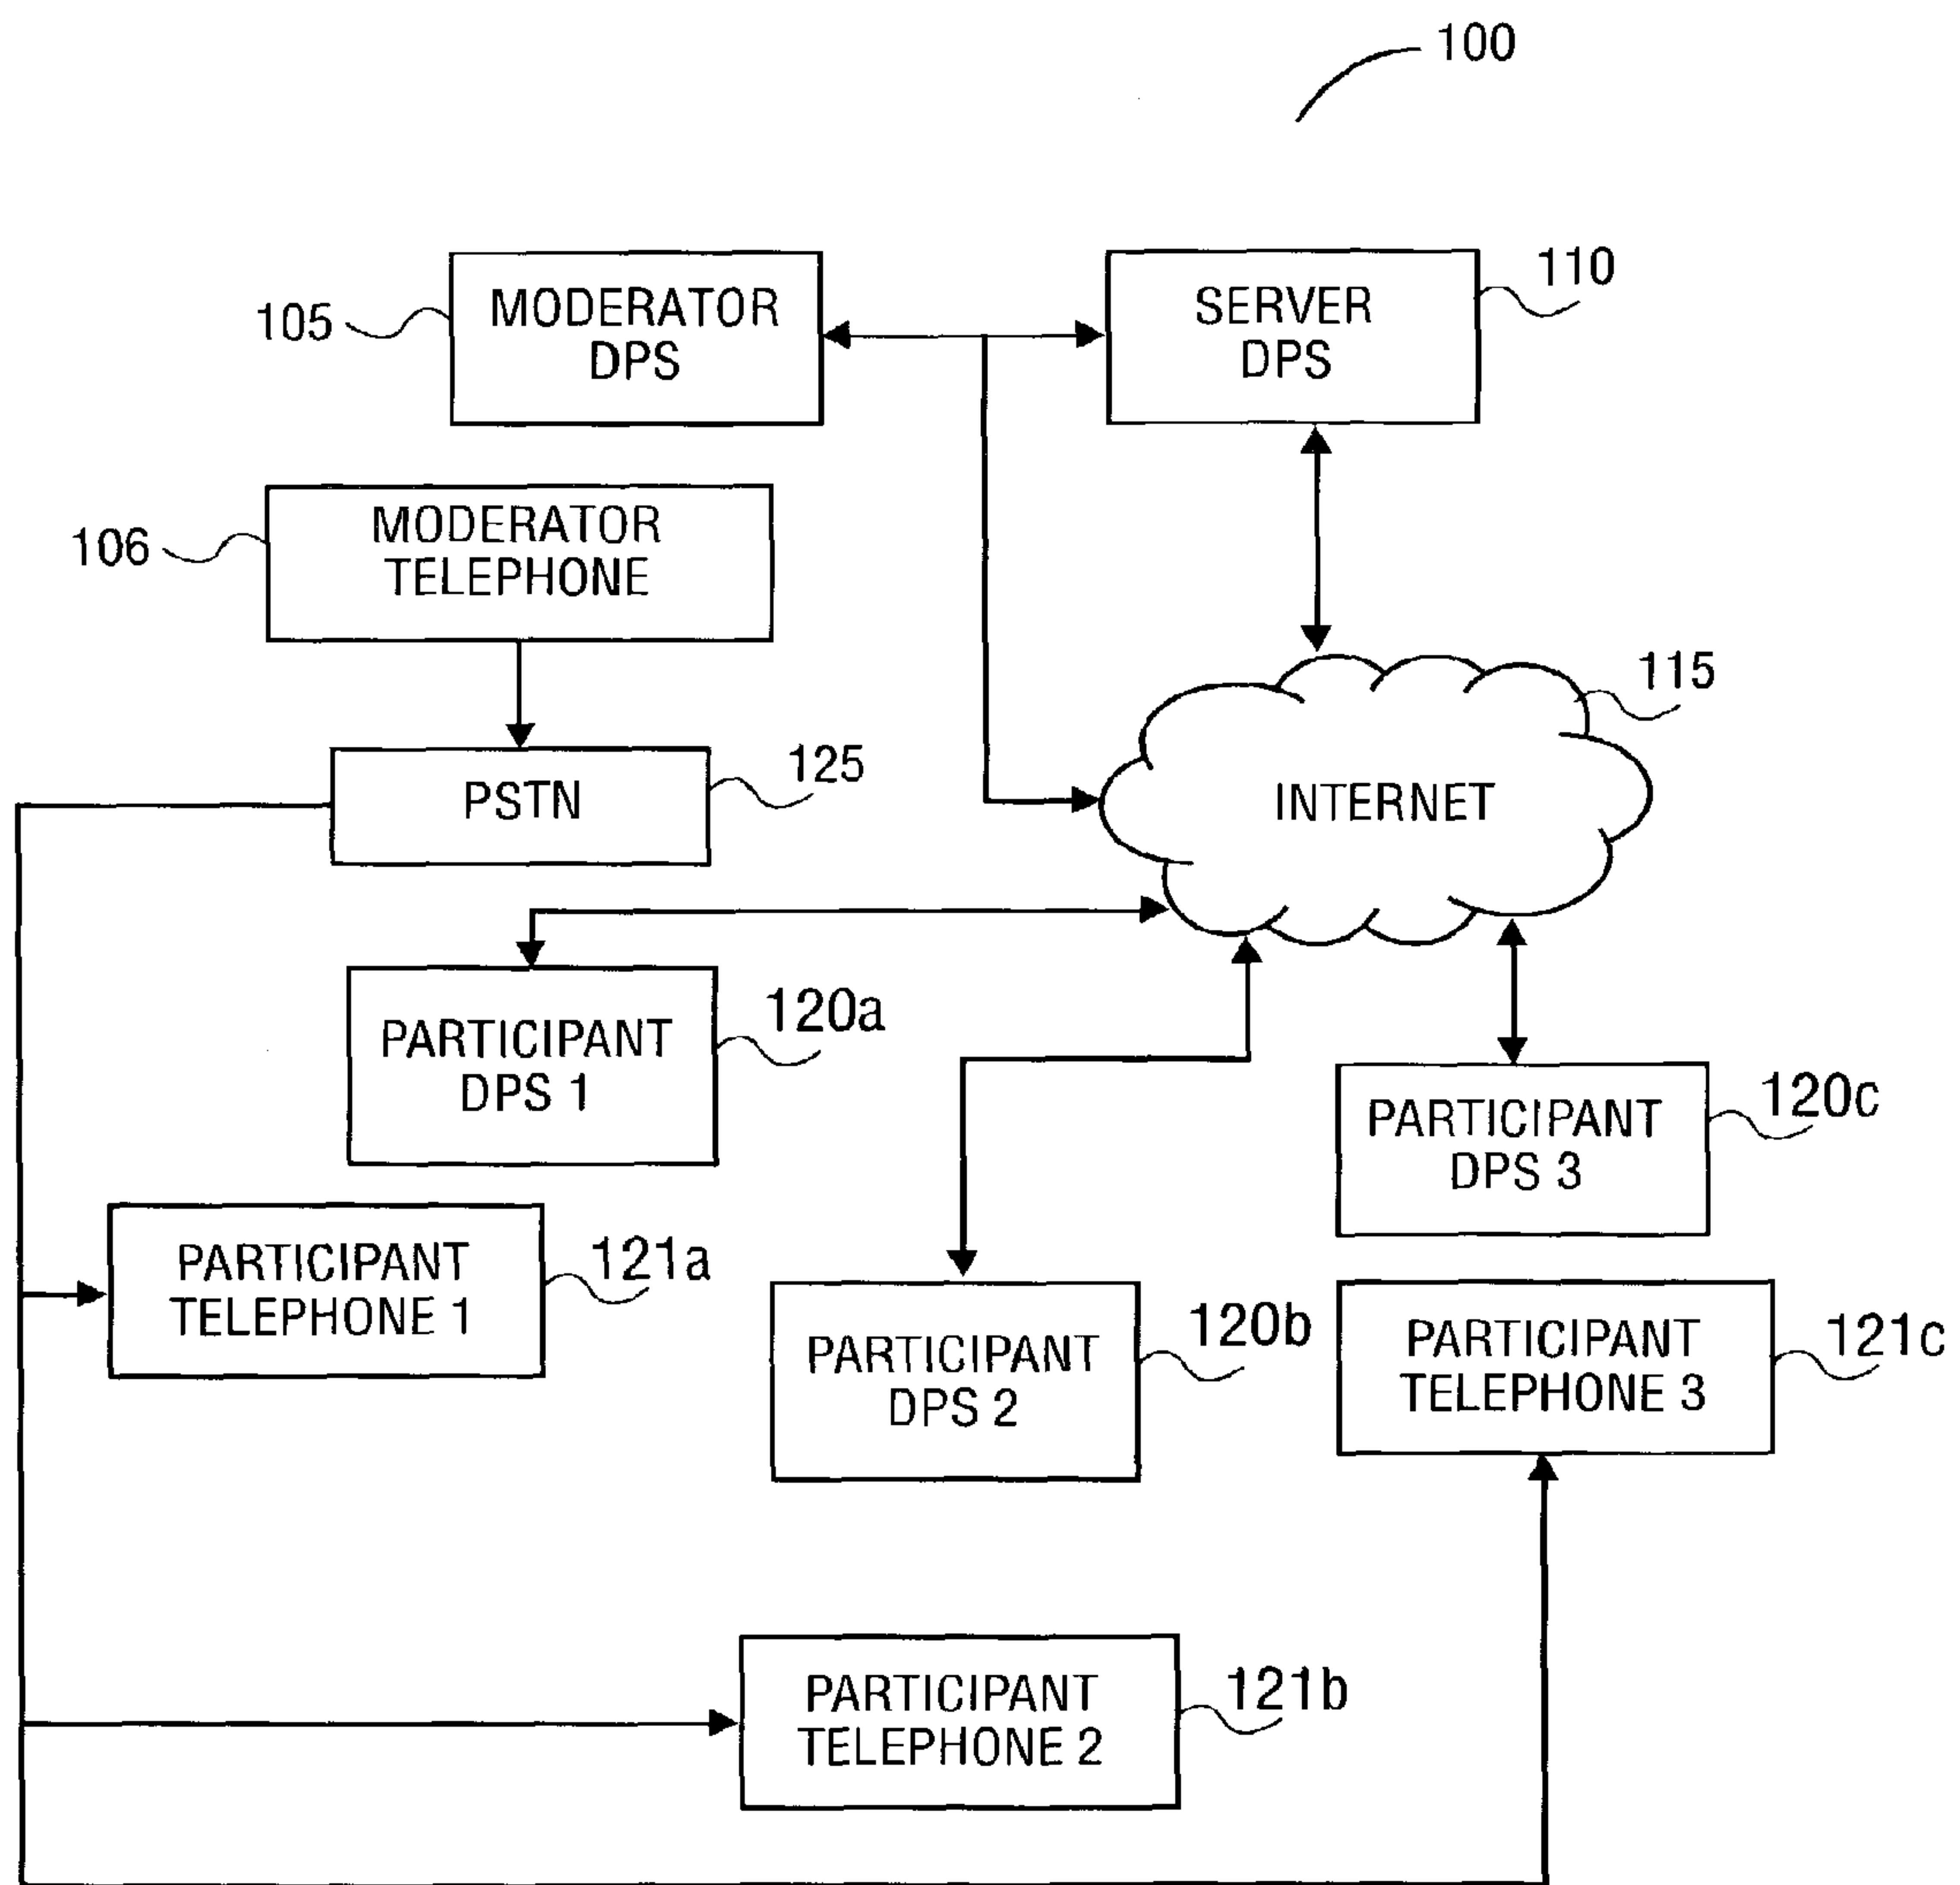 100
MODERATOR
DPS
105
SERVER
DPS
110
MODERATOR
TELEPHONE
106
115
PSTN
125
INTERNET
PARTICIPANT
DPS 1
120a
PARTICIPANT
DPS 3
120c
PARTICIPANT
TELEPHONE 1
121a
PARTICIPANT
DPS 2
120b
PARTICIPANT
TELEPHONE 3
121c
PARTICIPANT
TELEPHONE 2
121b